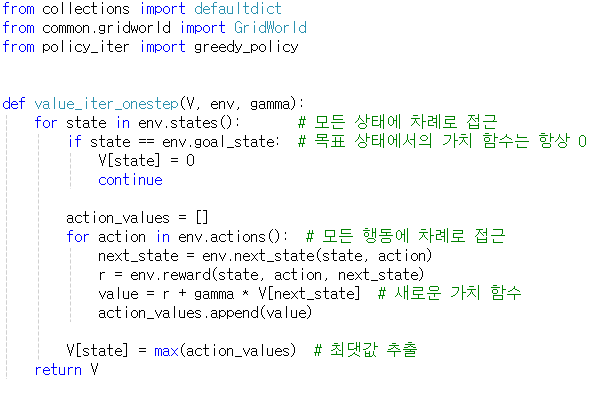 from collections import defaultdict
from common.gridworld import GridWorld
from policy_iter import greedy_policy
def value_iter_onestep(V, env, gamma):
    for state in env.states():        # 모든 상태에 차례로 접근
        if state == env.goal_state:  # 목표 상태에서의 가치 함수는 항상 0
            V[state] = 0
            continue
        action_values = []
        for action in env.actions():  # 모든 행동에 차례로 접근
            next_state = env.next_state(state, action)
            r = env.reward(state, action, next_state)
            value = r + gamma * V[next_state]  # 새로운 가치 함수
            action_values.append(value)
        V[state] = max(action_values)  # 최댓값 추출
    return V